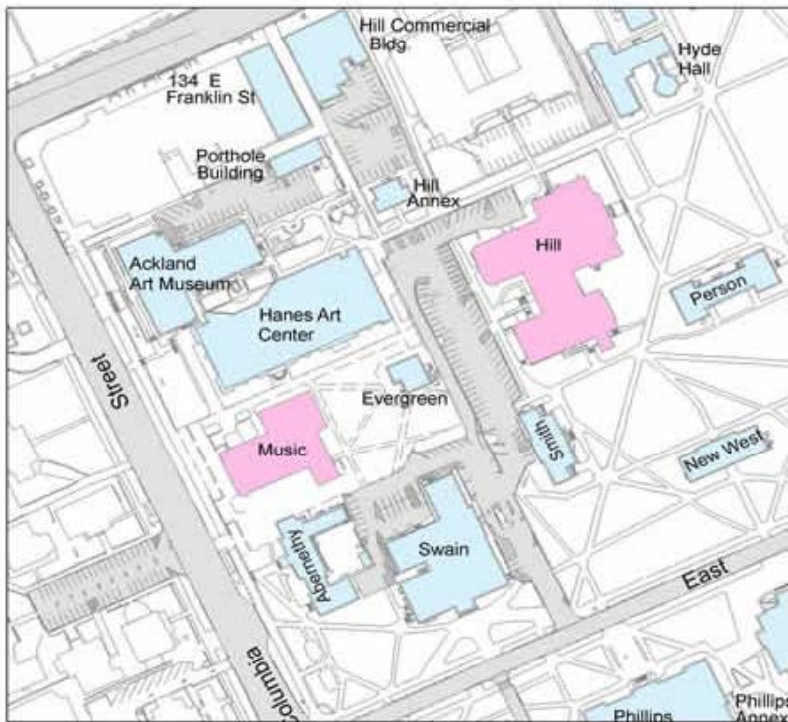 Hill Commercial
Bldg.
Hyde
Hall
134 E
Franklin St
Porthole
Building
Hill
Annex
Hill
Ackland
Art Museum
Person
Hanes Art
Center
Street
Evergreen
Music
Smith
New West
Abernethy
Swain
East
Columbia
Phillips
Phillips
Annex